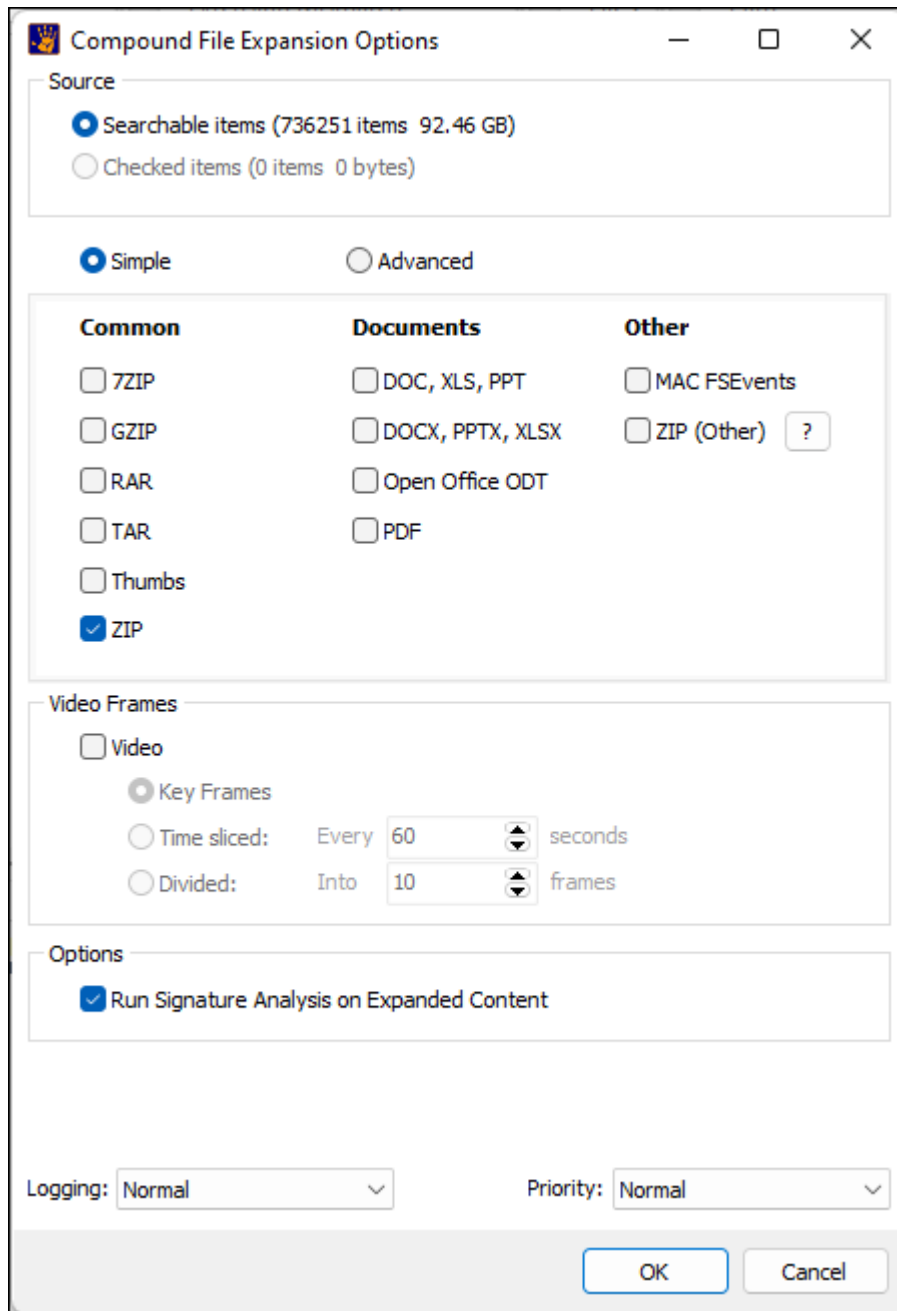 Compound File Expansion Options
Source
Searchable items (736251 items 92.46 GB)
Checked items (0 items 0 bytes)
Simple Advanced
Common Documents Other
7ZIP DOC, XLS, PPT MAC FSEvents
GZIP DOCX, PPTX, XLSX ZIP (Other) ?
RAR Open Office ODT
TAR PDF
Thumbs
ZIP
Video Frames
Video
Key Frames
Time sliced: Every 60 seconds
Divided: Into 10 frames
Options
Run Signature Analysis on Expanded Content
Logging: Normal Priority: Normal
OK Cancel